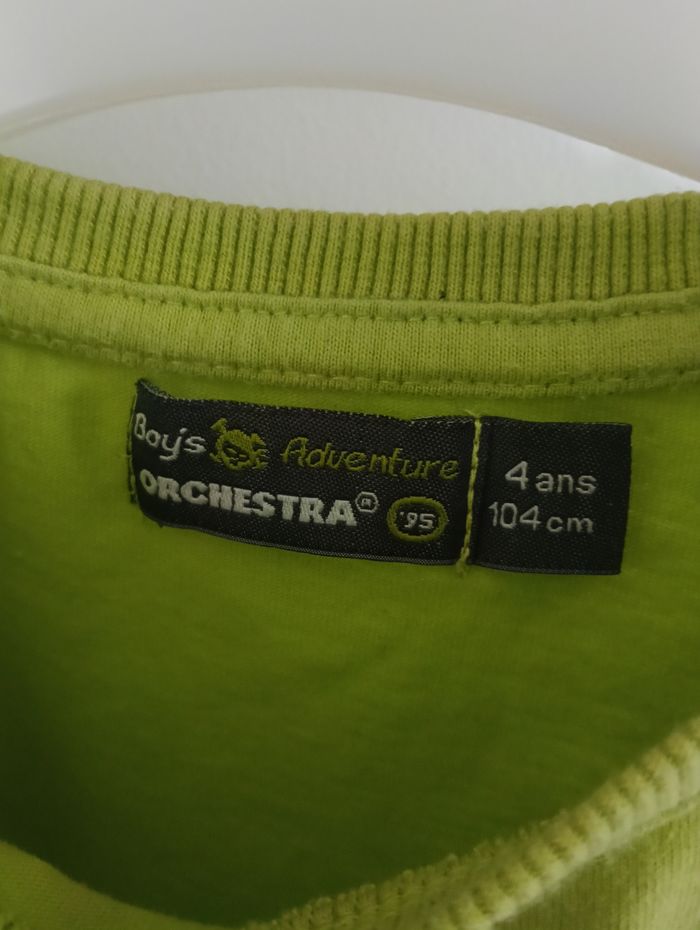 Boy's Adventure
ORCHESTRA® '95
4 ans
104 cm